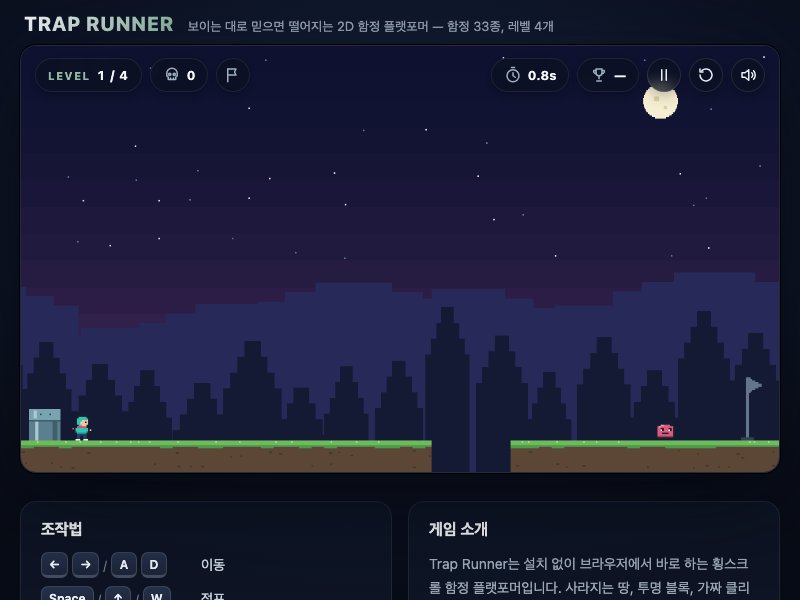 TRAP RUNNER 보이는 대로 믿으면 떨어지는 2D 함정 플랫포머 — 함정 33종, 레벨 4개
LEVEL 1 / 4 0 0.8s —
조작법
← → / A D 이동
Space / ↑ / W 점프
게임 소개
Trap Runner는 설치 없이 브라우저에서 바로 하는 횡스크
롤 함정 플랫포머입니다. 사라지는 땅, 투명 블록, 가짜 클리